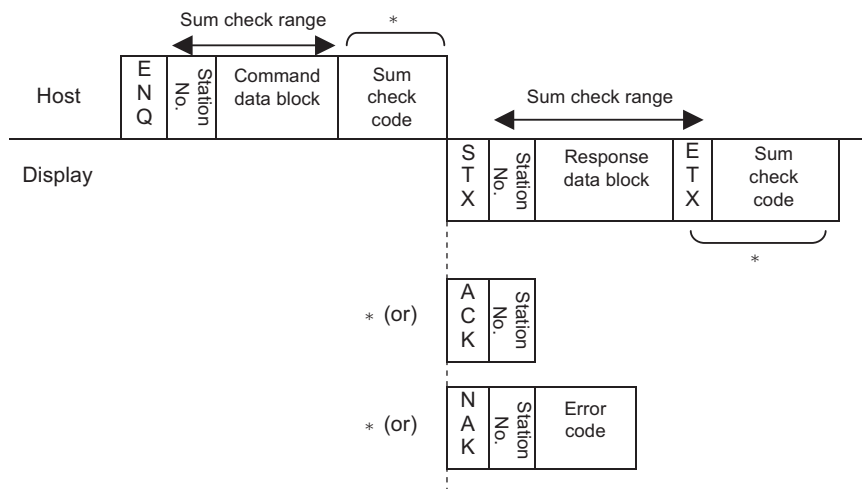 Sum check range
*
Host
E
N
Q
Station
No.
Command
data block
Sum
check
code
Sum check range
Display
S
T
X
Station
No.
Response
data block
E
T
X
Sum
check
code
*
* (or)
A
C
K
Station
No.
* (or)
N
A
K
Station
No.
Error
code